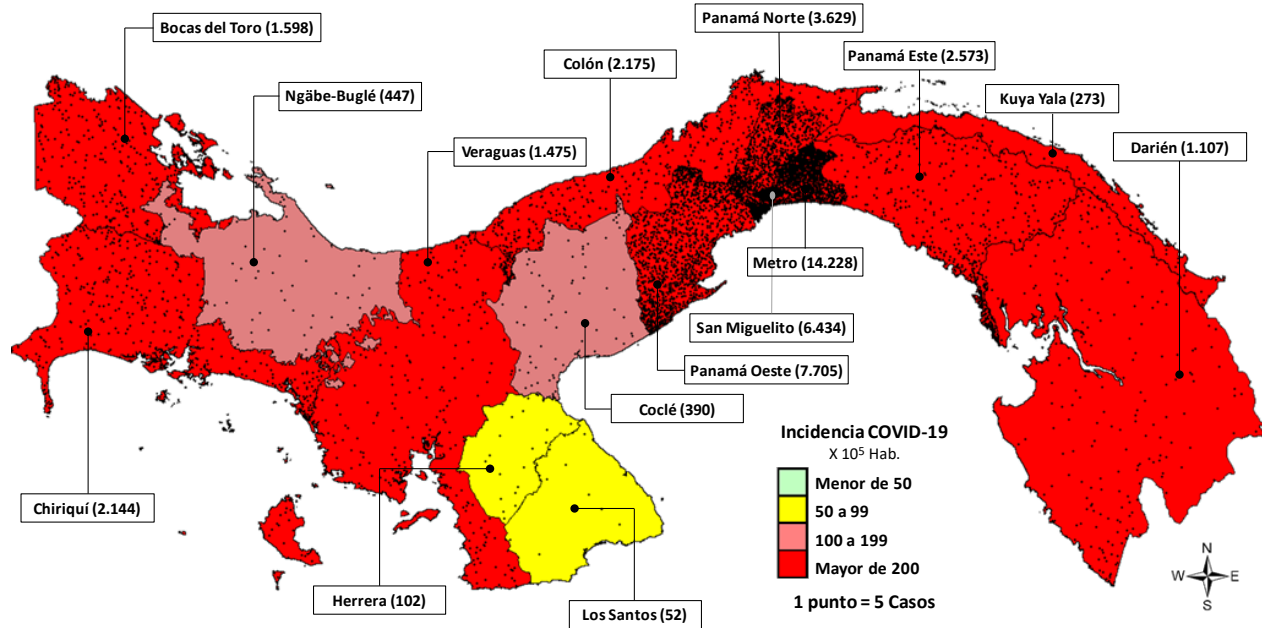 Panamá Norte (3.629)
Bocas del Toro (1.598)
Panamá Este (2.573)
Colón (2.175)
Kuya Yala (273)
Ngäbe-Buglé (447)
Veraguas (1.475)
Darién (1.107)
Metro (14.228)
San Miguelito (6.434)
Panamá Oeste (7.705)
Coclé (390)
Chiriquí (2.144)
Herrera (102)
Los Santos (52)
Incidencia COVID-19
X 10⁵ Hab.
Menor de 50
50 a 99
100 a 199
Mayor de 200
1 punto = 5 Casos
N
W E
S